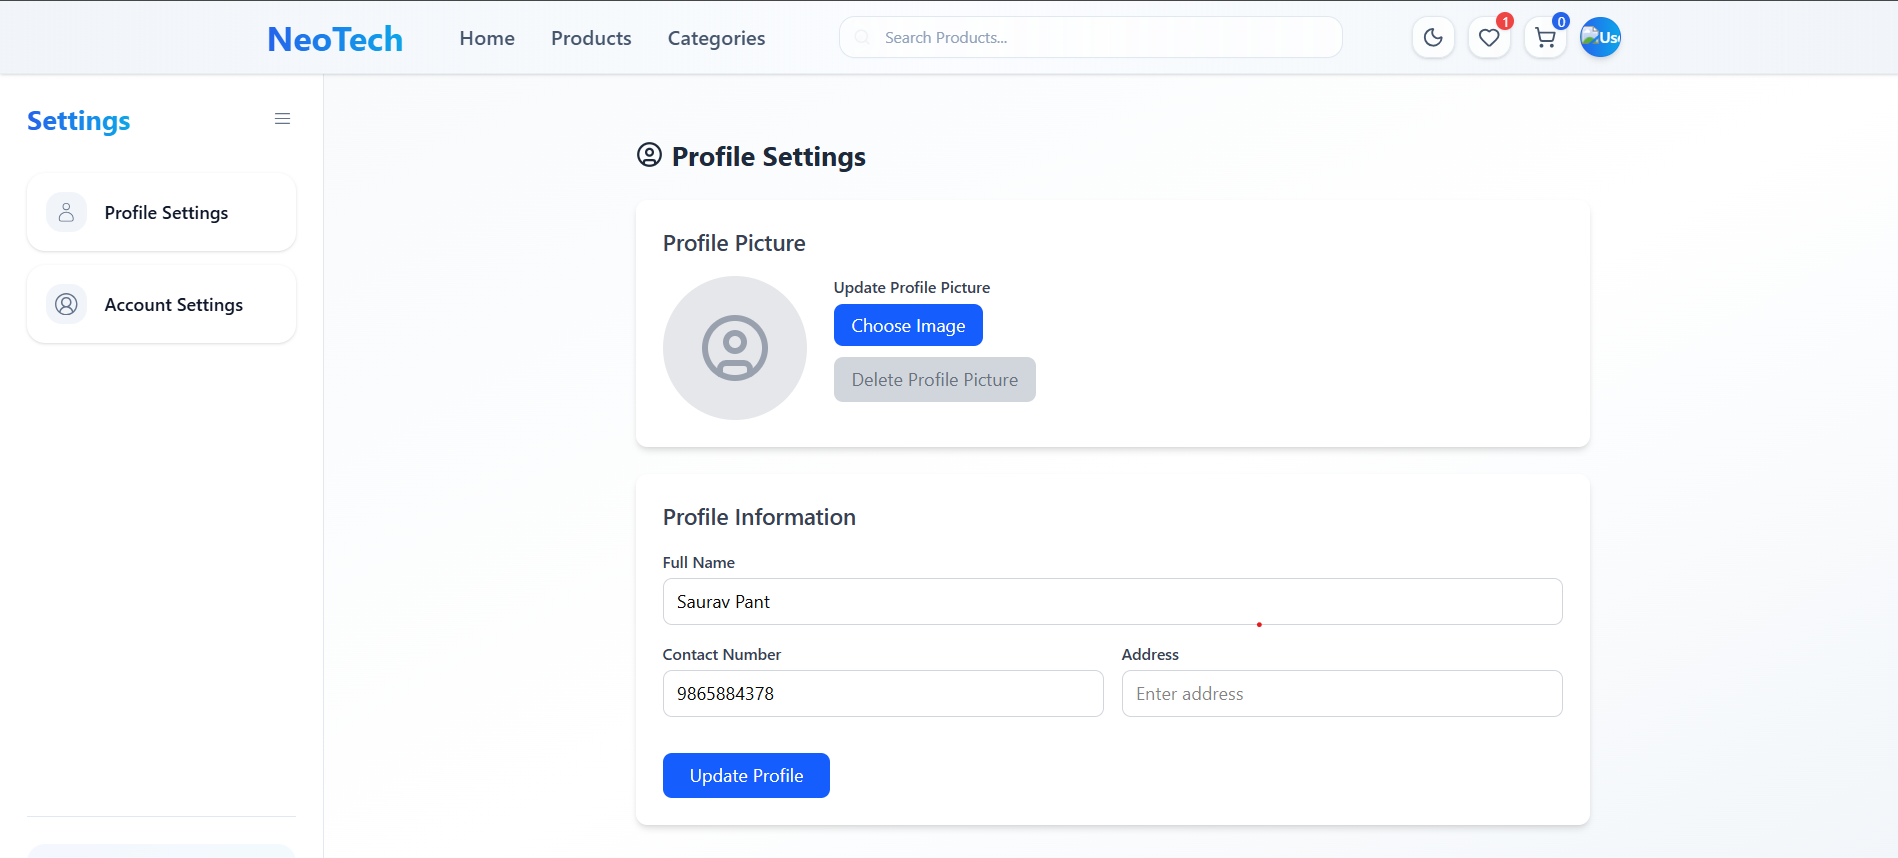 NeoTech
Home
Products
Categories
Search Products...
1
0
Settings
Profile Settings
Account Settings
Profile Settings
Profile Picture
Update Profile Picture
Choose Image
Delete Profile Picture
Profile Information
Full Name
Saurav Pant
Contact Number
Address
9865884378
Enter address
Update Profile